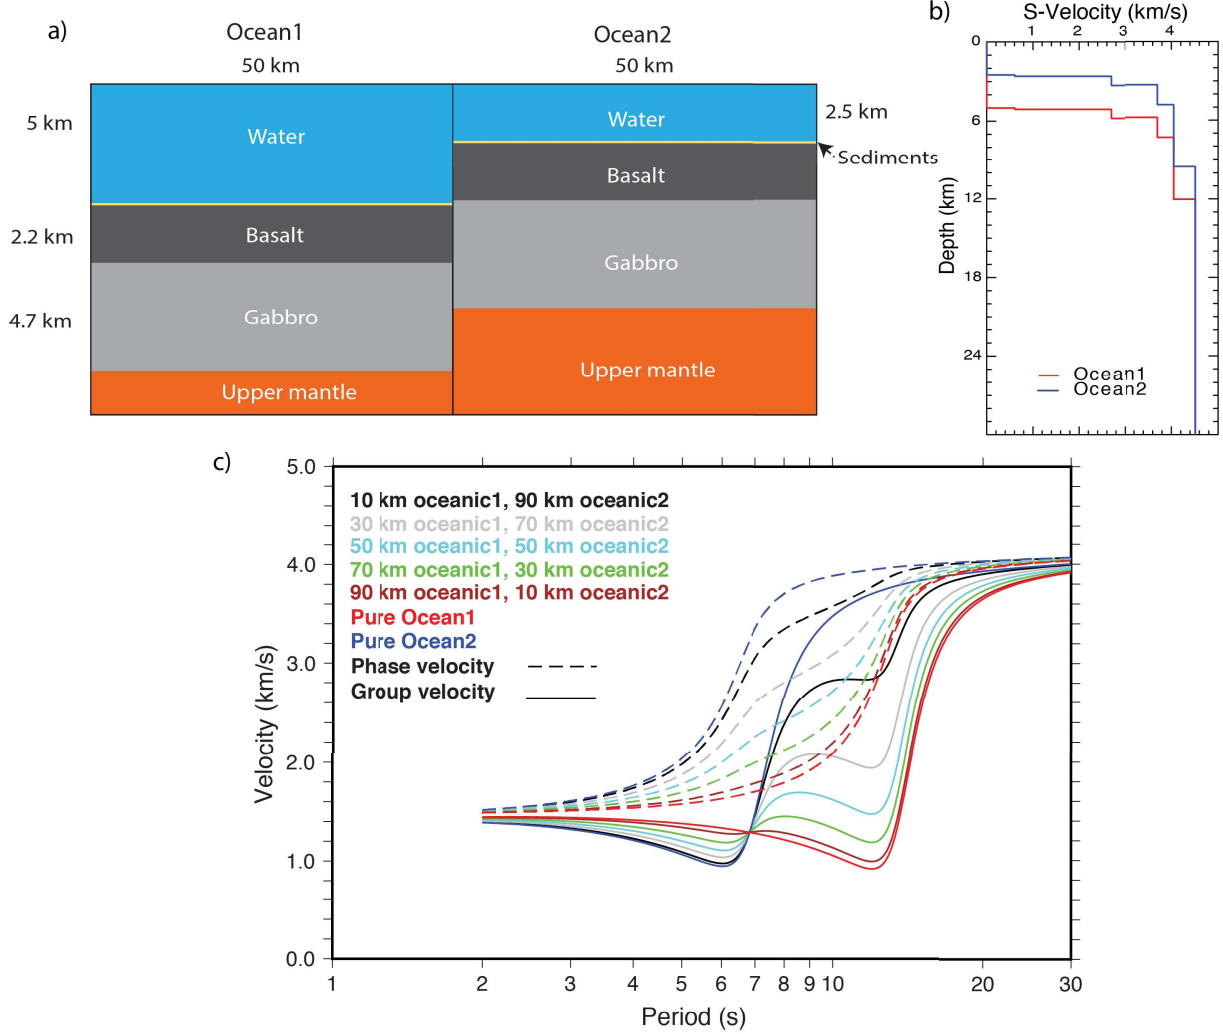 a)
Ocean1
Ocean2
50 km
50 km
5 km
Water
Water
2.5 km
Sediments
Basalt
2.2 km
Basalt
Gabbro
4.7 km
Gabbro
Upper mantle
Upper mantle
b)
S-Velocity (km/s)
1 2 3 4
0
6
12
18
24
Depth (km)
Ocean1
Ocean2
c)
5.0
4.0
3.0
2.0
1.0
0.0
Velocity (km/s)
10 km oceanic1, 90 km oceanic2
30 km oceanic1, 70 km oceanic2
50 km oceanic1, 50 km oceanic2
70 km oceanic1, 30 km oceanic2
90 km oceanic1, 10 km oceanic2
Pure Ocean1
Pure Ocean2
Phase velocity
Group velocity
1 2 3 4 5 6 7 8 9 10 20 30
Period (s)